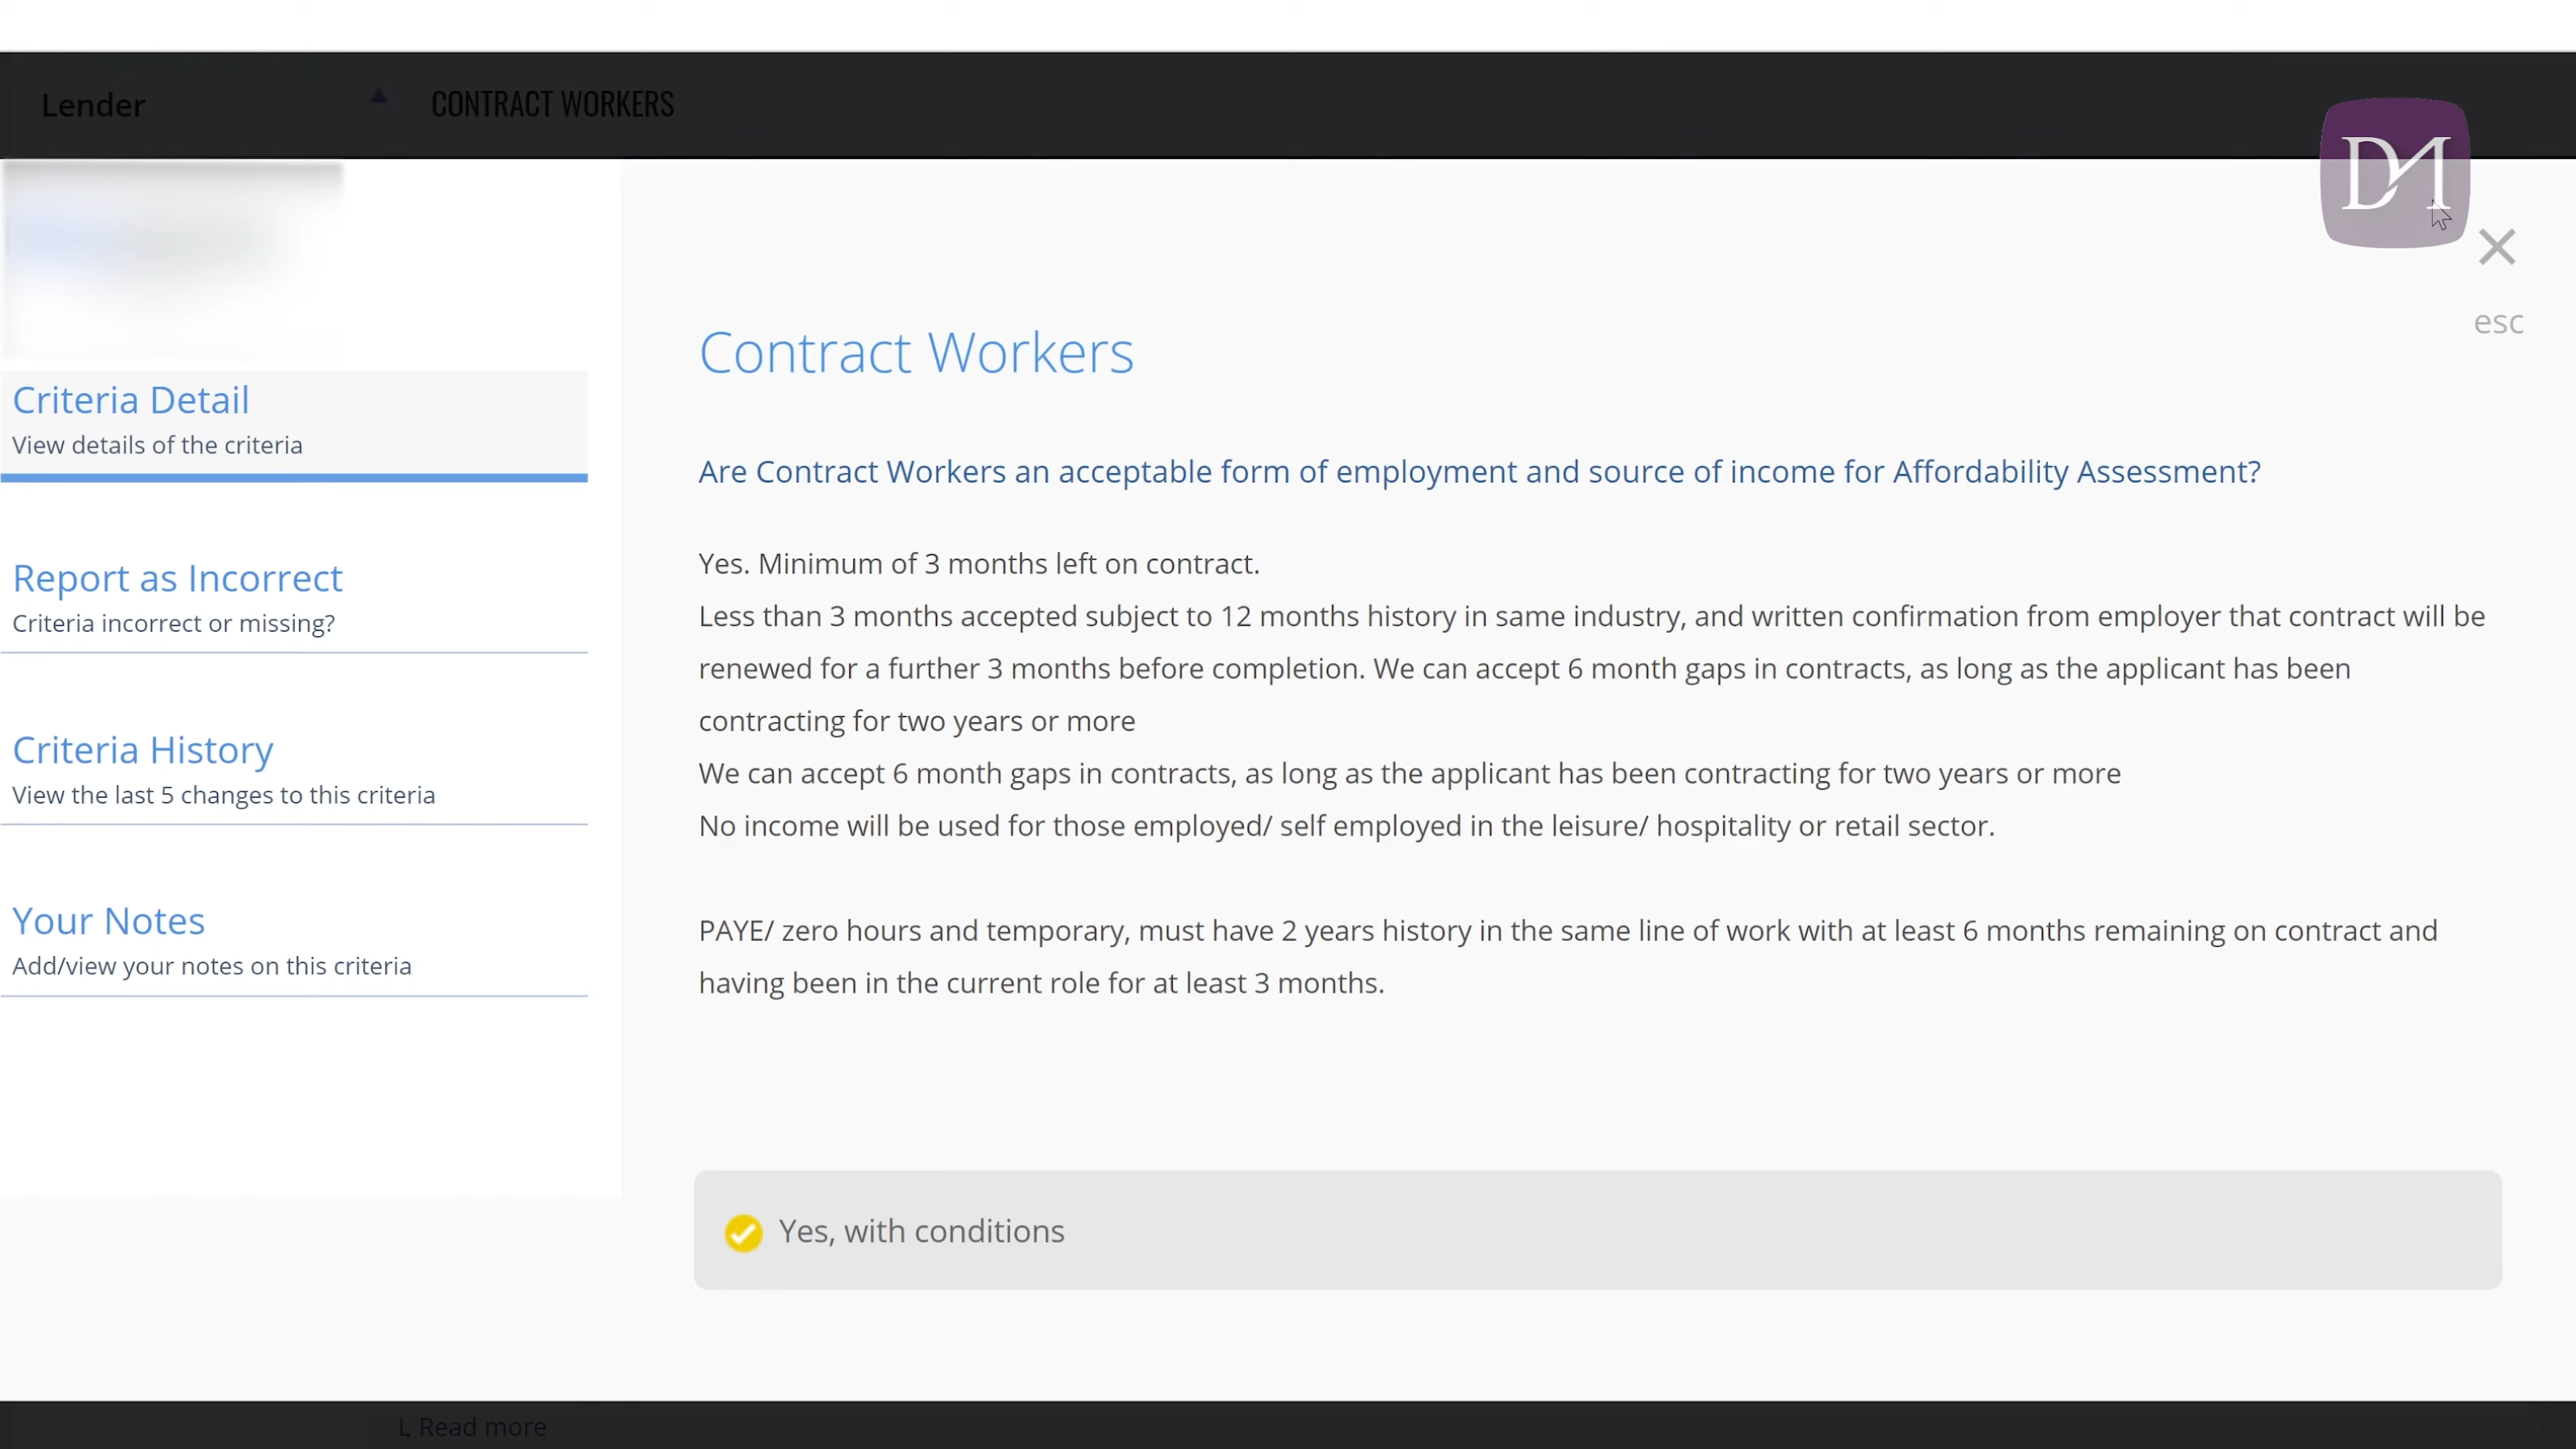 Lender
CONTRACT WORKERS
DM
esc
Criteria Detail
View details of the criteria
Report as Incorrect
Criteria incorrect or missing?
Criteria History
View the last 5 changes to this criteria
Your Notes
Add/view your notes on this criteria
Contract Workers
Are Contract Workers an acceptable form of employment and source of income for Affordability Assessment?
Yes. Minimum of 3 months left on contract.
Less than 3 months accepted subject to 12 months history in same industry, and written confirmation from employer that contract will be
renewed for a further 3 months before completion. We can accept 6 month gaps in contracts, as long as the applicant has been
contracting for two years or more
We can accept 6 month gaps in contracts, as long as the applicant has been contracting for two years or more
No income will be used for those employed/ self employed in the leisure/ hospitality or retail sector.
PAYE/ zero hours and temporary, must have 2 years history in the same line of work with at least 6 months remaining on contract and
having been in the current role for at least 3 months.
Yes, with conditions
Read more